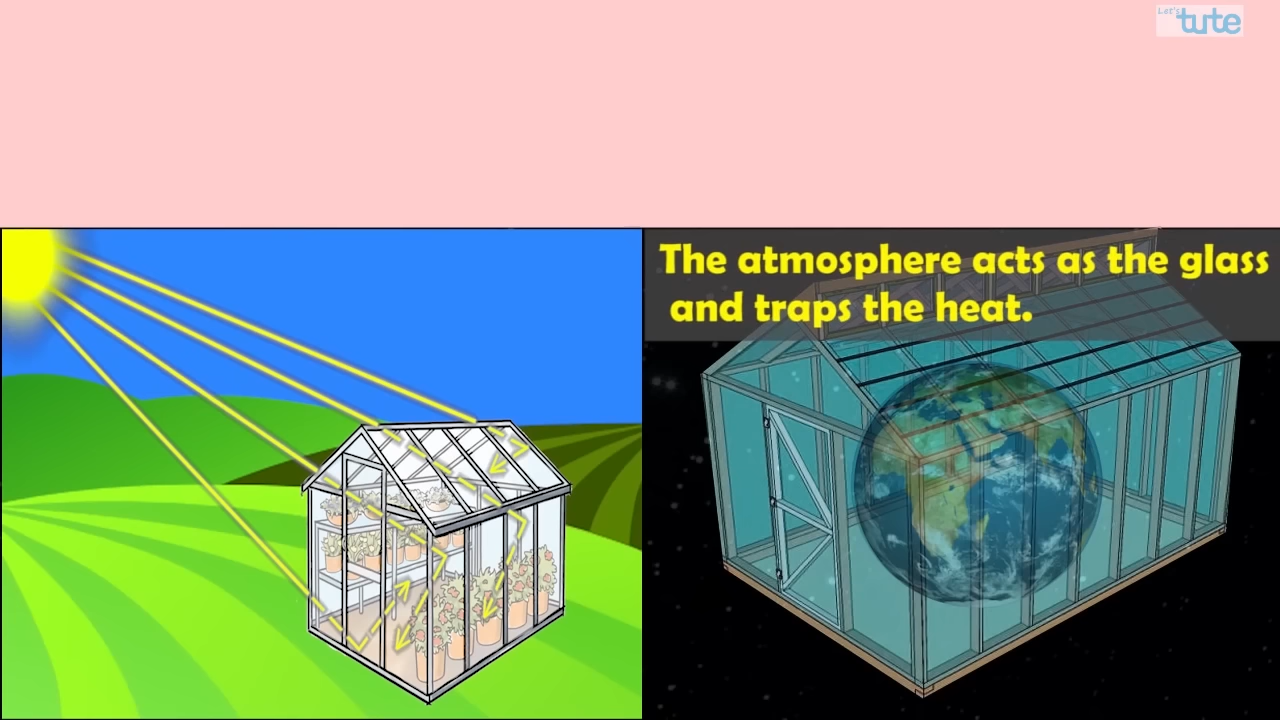 Let's
tute
The atmosphere acts as the glass
and traps the heat.